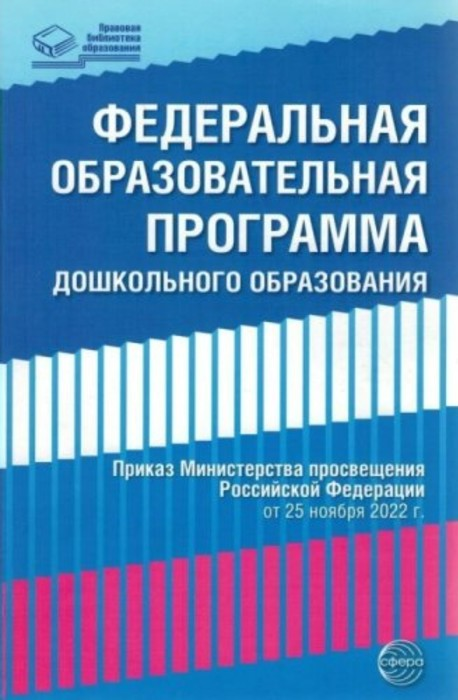 Правовая
библиотека
образования
ФЕДЕРАЛЬНАЯ
ОБРАЗОВАТЕЛЬНАЯ
ПРОГРАММА
ДОШКОЛЬНОГО ОБРАЗОВАНИЯ
Приказ Министерства просвещения
Российской Федерации
от 25 ноября 2022 г.
сфера